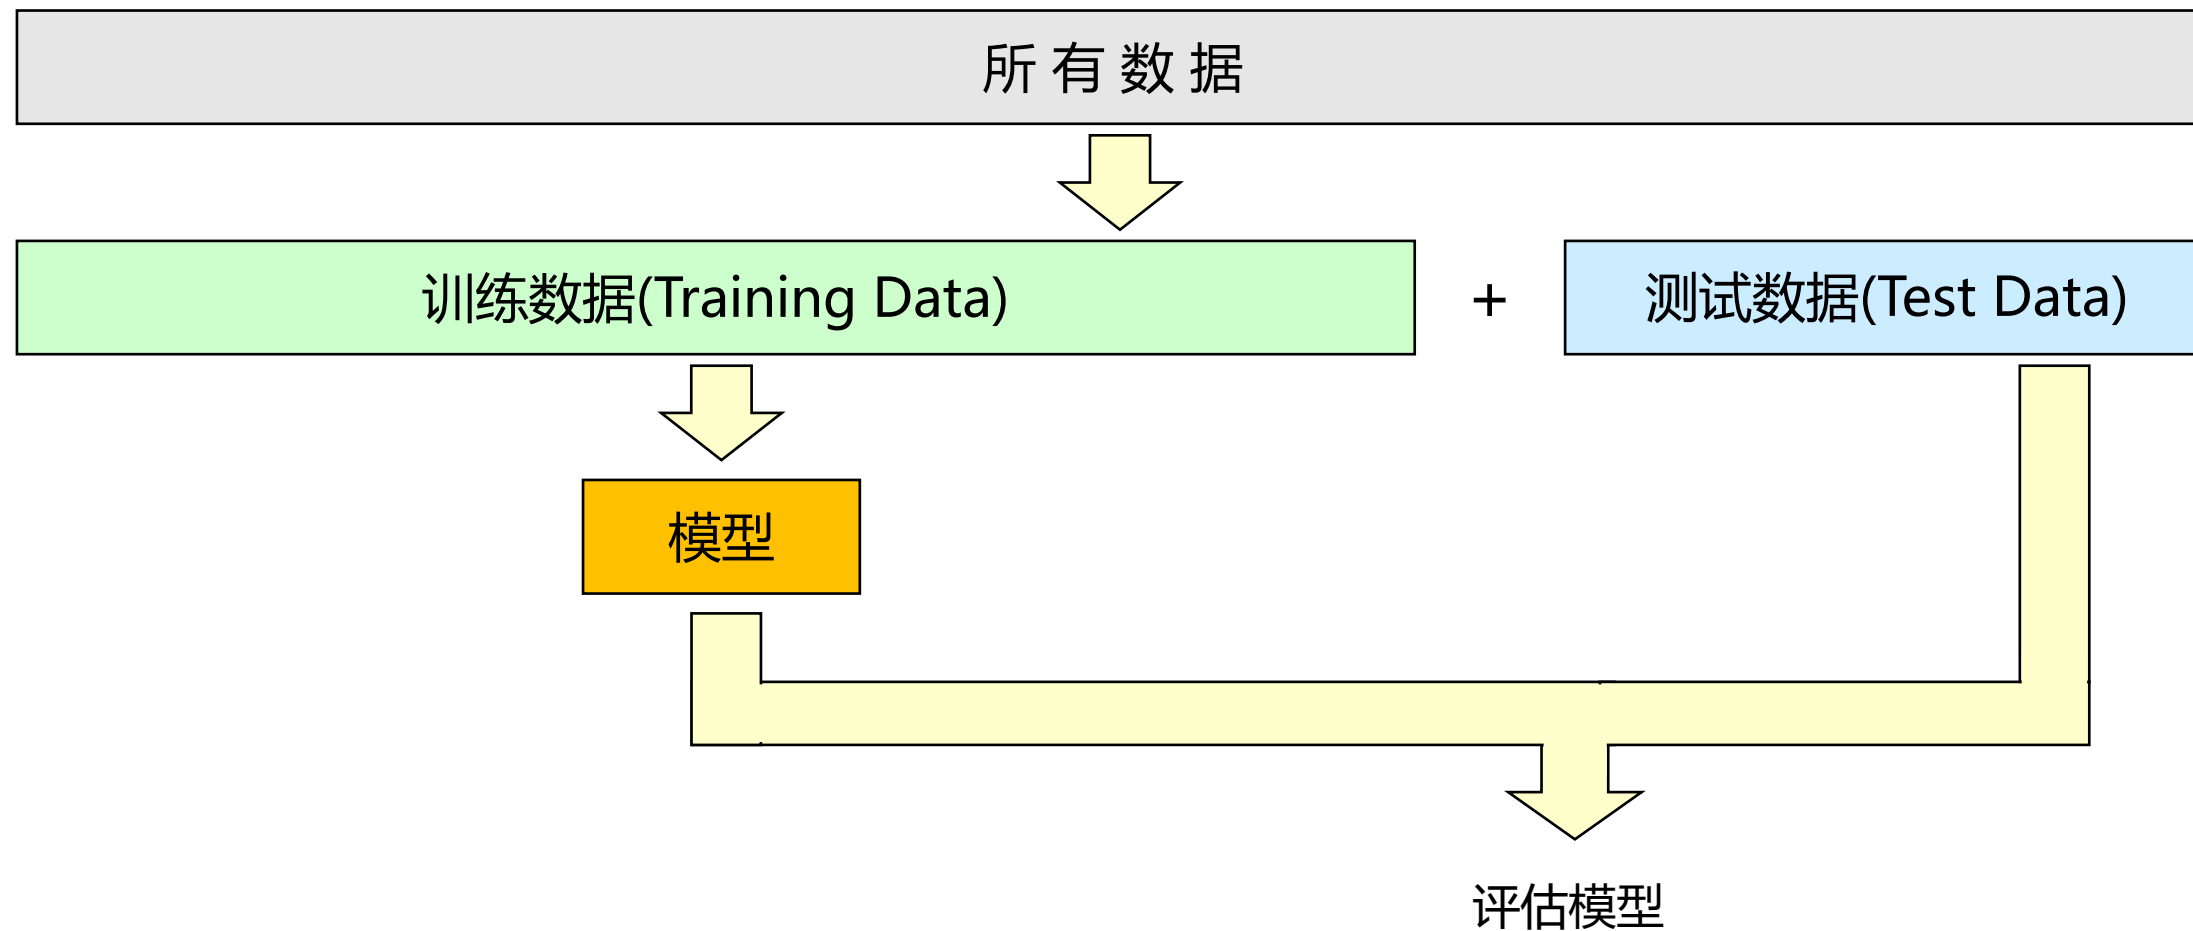 所有数据
训练数据(Training Data)
+
测试数据(Test Data)
模型
评估模型